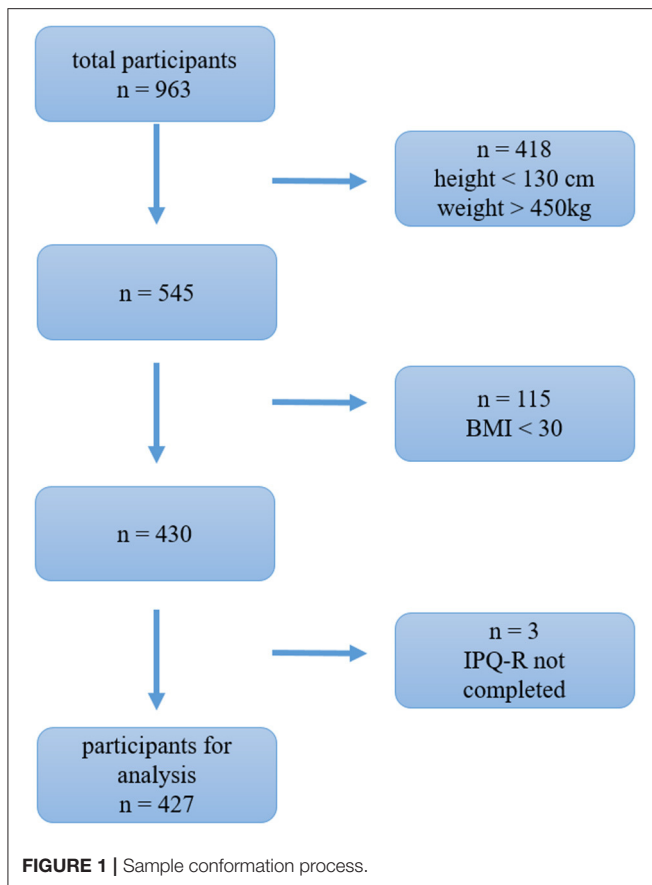 total participants
n = 963
n = 418
height < 130 cm
weight > 450kg
n = 545
n = 115
BMI < 30
n = 430
n = 3
IPQ-R not
completed
participants for
analysis
n = 427
FIGURE 1 | Sample conformation process.